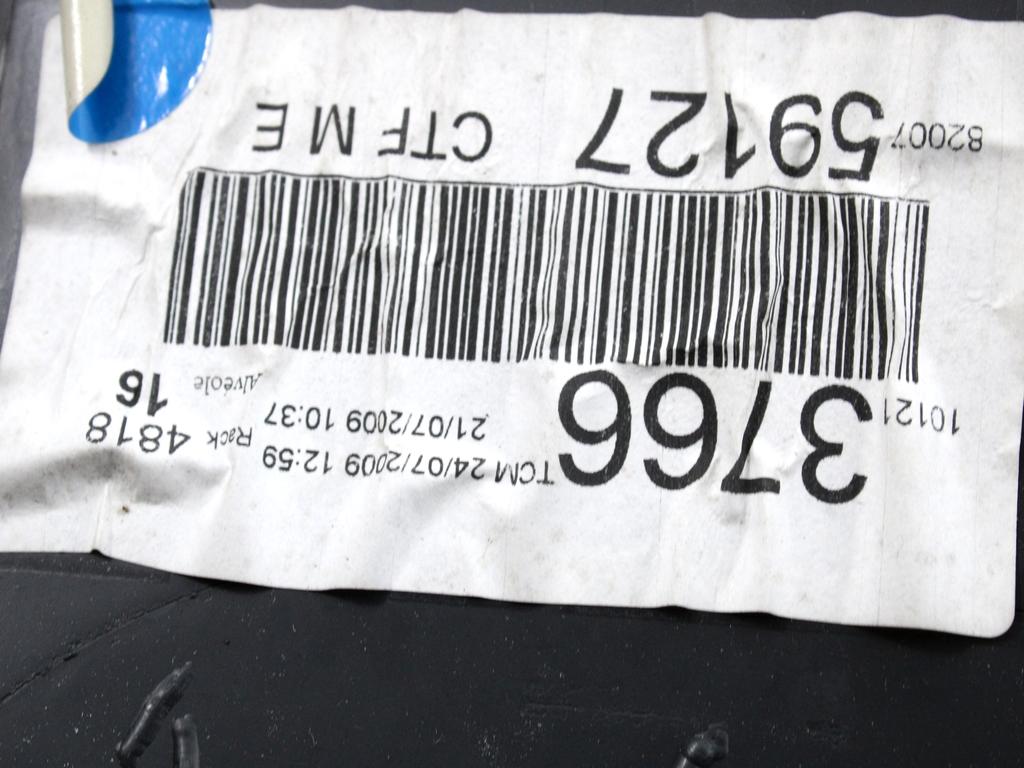 10121 3766 TCM 24/07/2009 12:59 Rack 4818
21/07/2009 10:37 Alvéole 16
82007 59127 CTF M E